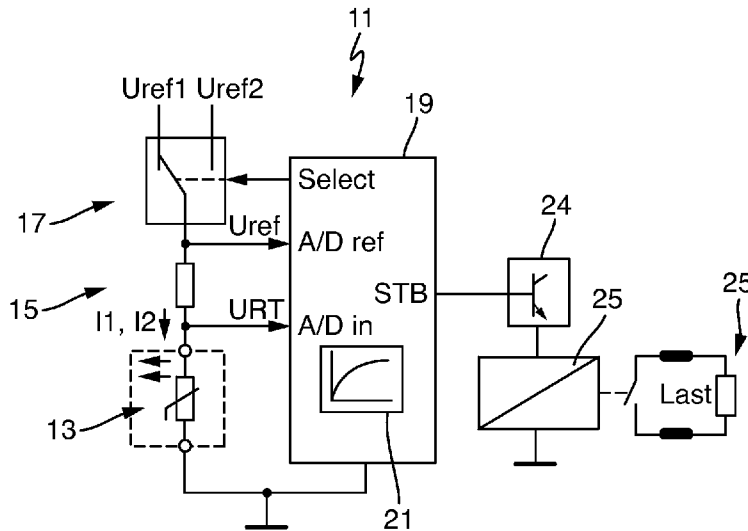 11
Uref1 Uref2
19
Select
17
Uref
A/D ref
24
15
STB
25
25
I1, I2
URT
A/D in
Last
13
21